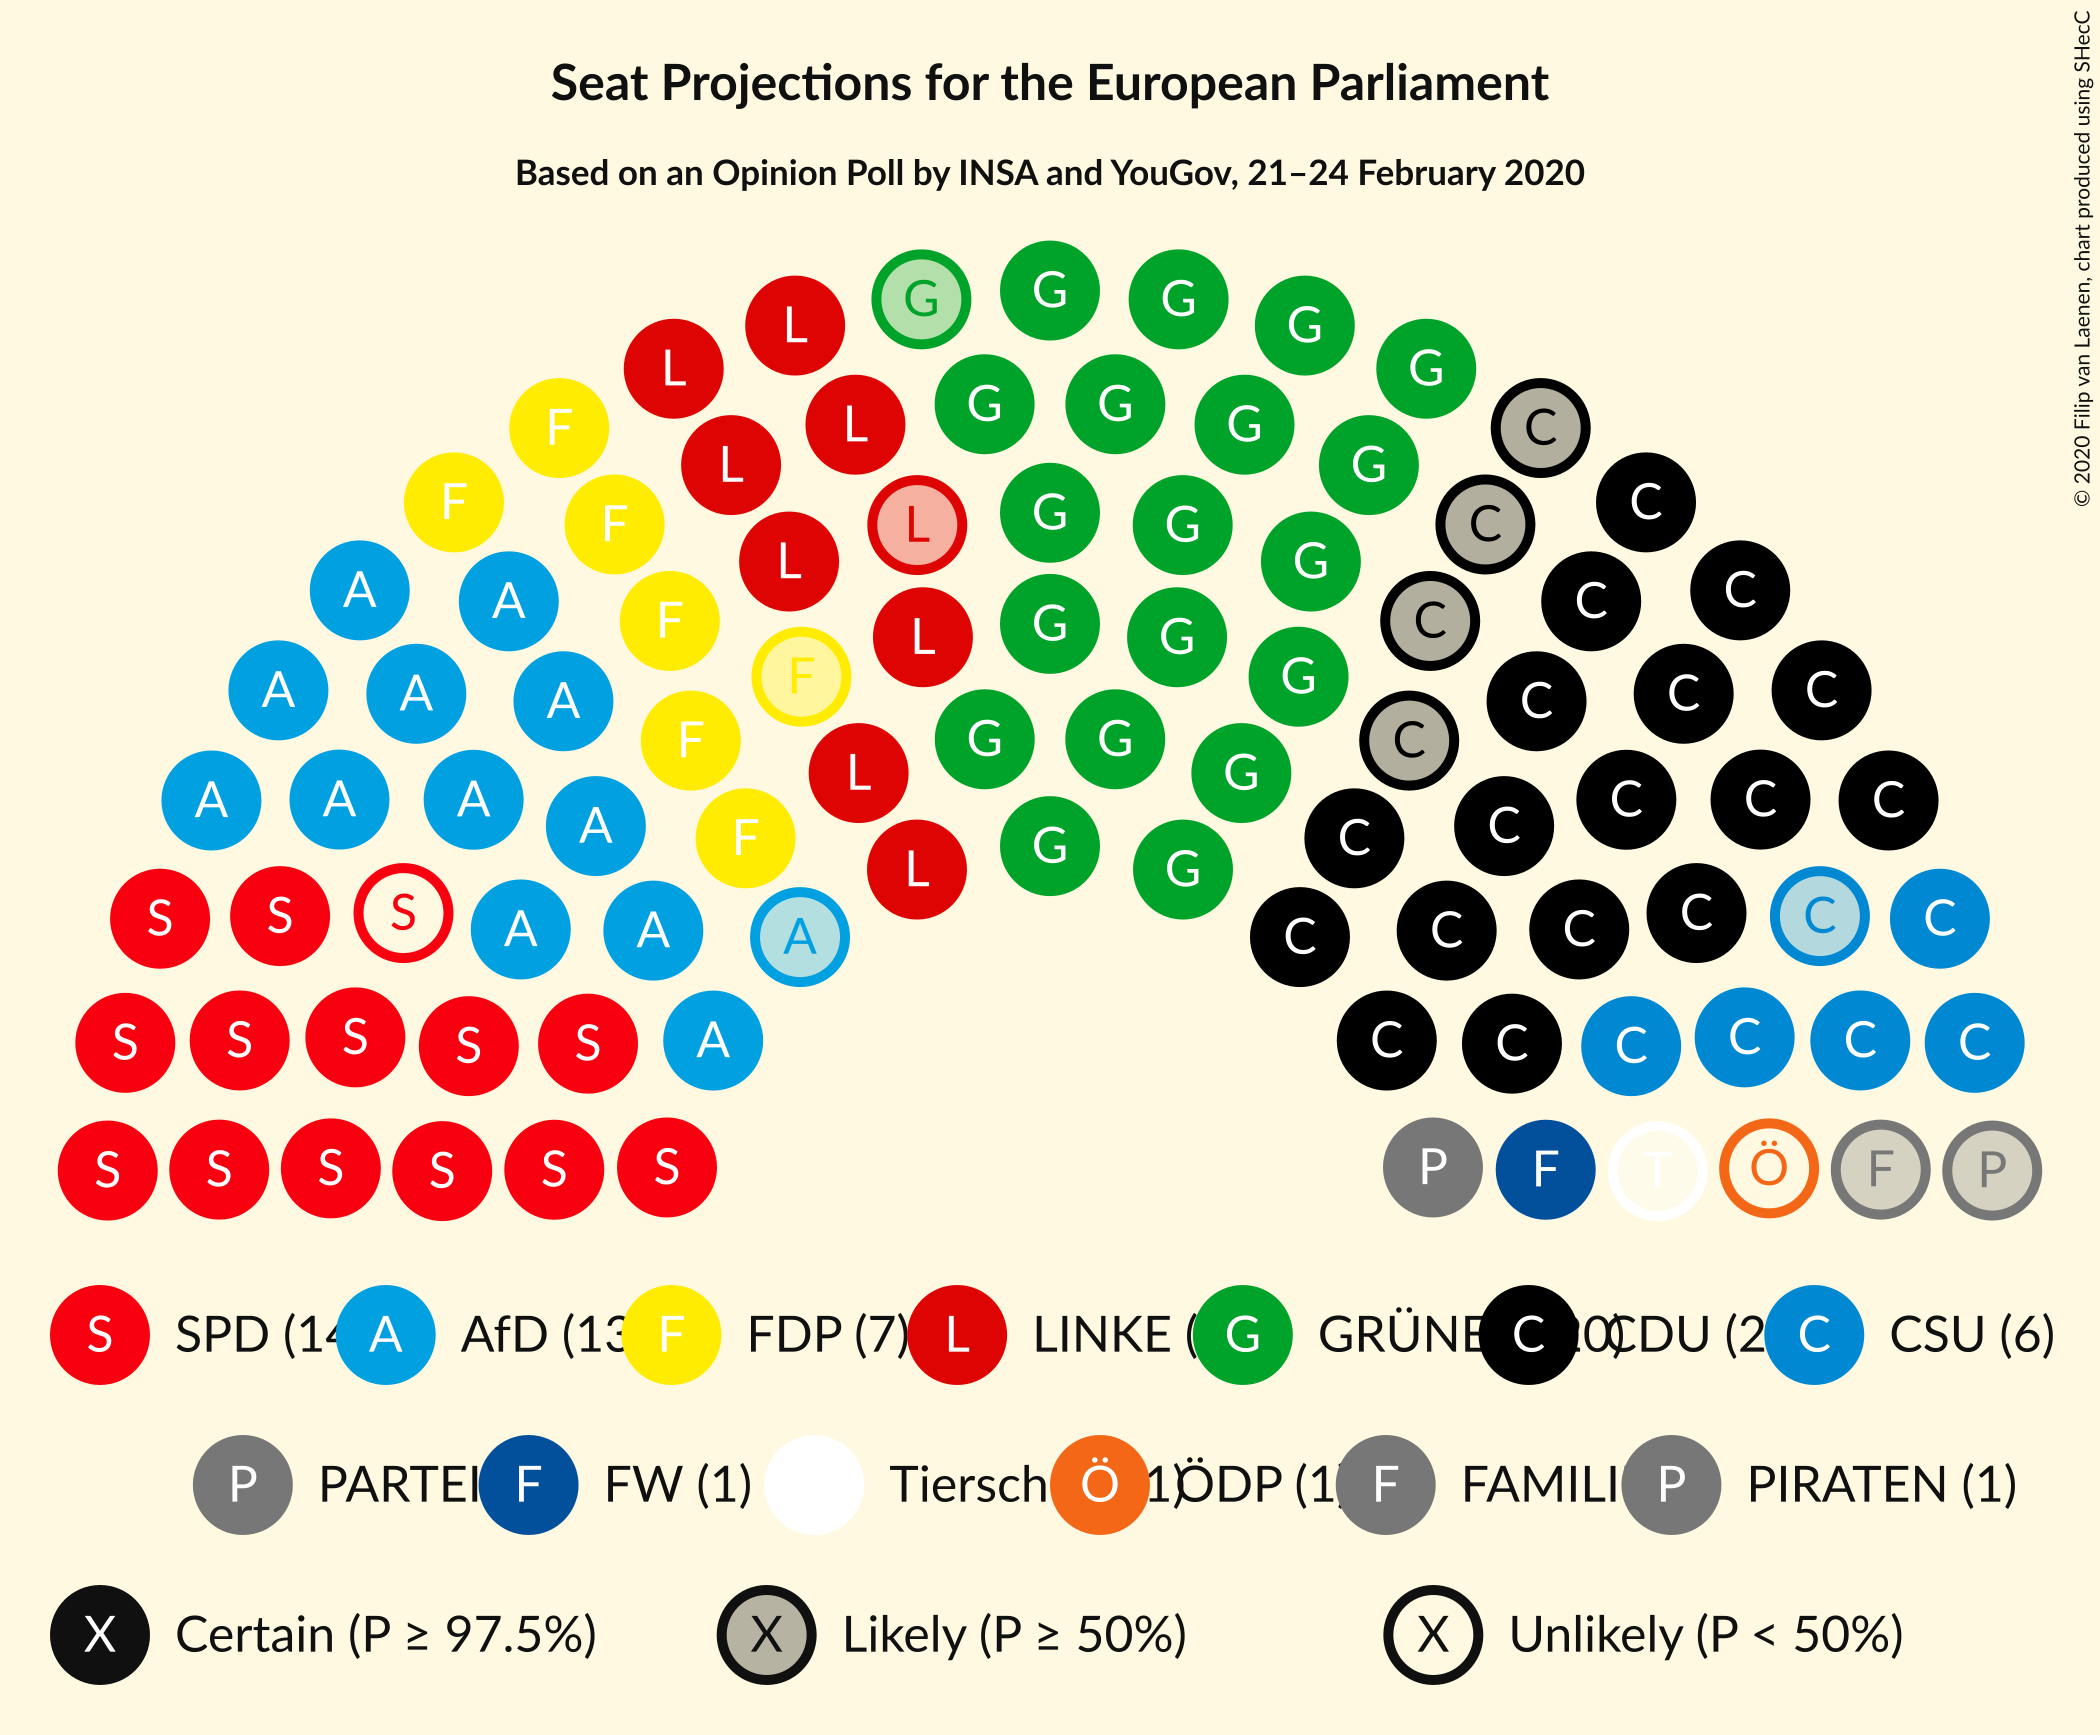 Seat Projections for the European Parliament
Based on an Opinion Poll by INSA and YouGov, 21–24 February 2020
© 2020 Filip van Laenen, chart produced using SHecC
G
L G G
L G
L G G
F L G G C
L G
F L G G C
F L G G C
A A F L G G C C
F G
A A A F L G G C C C C
A A A A F L G G G C C C C C
S S S A A A L G G C C C C C C
S S S S S A C C C C C C
S S S S S S P F T Ö F P
S SPD (14 A AfD (13 F FDP (7) L LINKE ( G GRÜNE C 20) CDU (2 C CSU (6)
P PARTEI F FW (1) Tiersch Ö 1) ÖDP (1) F FAMILI P PIRATEN (1)
X Certain (P ≥ 97.5%) X Likely (P ≥ 50%) X Unlikely (P < 50%)